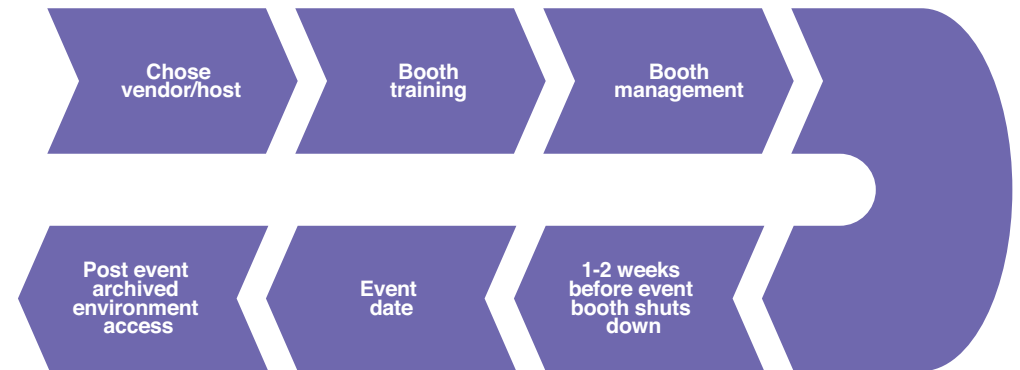 Chose
vendor/host
Booth
training
Booth
management
1-2 weeks
before event
booth shuts
down
Event
date
Post event
archived
environment
access